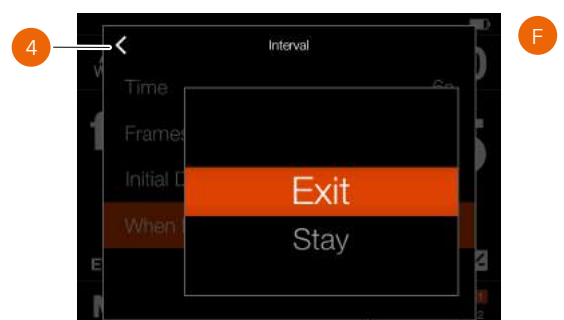 4
Interval
F
Time
Frames
Initial D
When
Exit
Stay